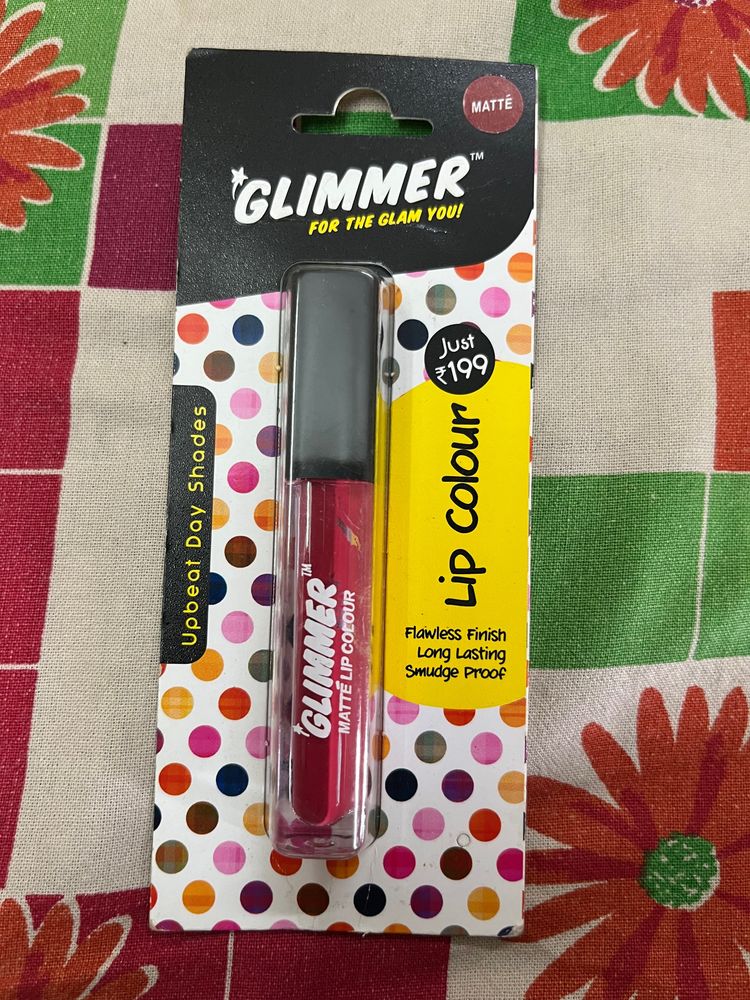 MATTÉ
GLIMMER™
FOR THE GLAM YOU!
Just
₹199
Lip Colour
Flawless Finish
Long Lasting
Smudge Proof
Upbeat Day Shades
GLIMMER™
MATTÉ LIP COLOUR